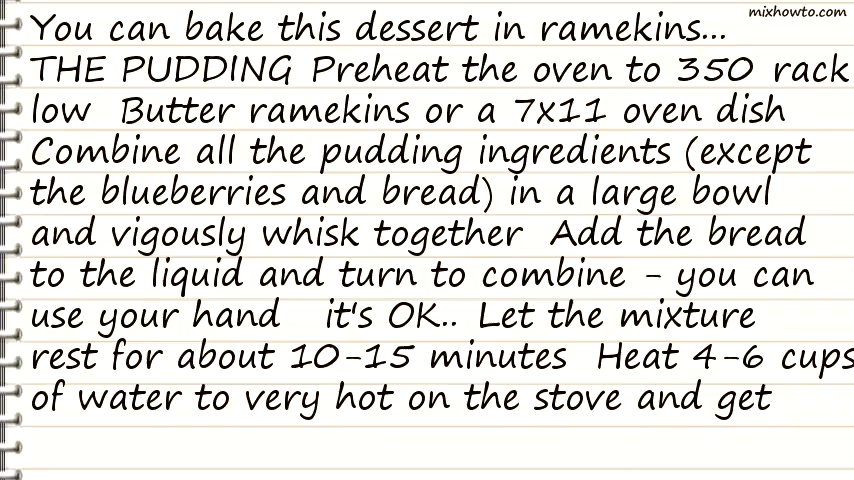 mixhowto.com
You can bake this dessert in ramekins...
THE PUDDING Preheat the oven to 350 rack
low Butter ramekins or a 7x11 oven dish
Combine all the pudding ingredients (except
the blueberries and bread) in a large bowl
and vigously whisk together Add the bread
to the liquid and turn to combine - you can
use your hand it's OK.. Let the mixture
rest for about 10-15 minutes Heat 4-6 cups
of water to very hot on the stove and get